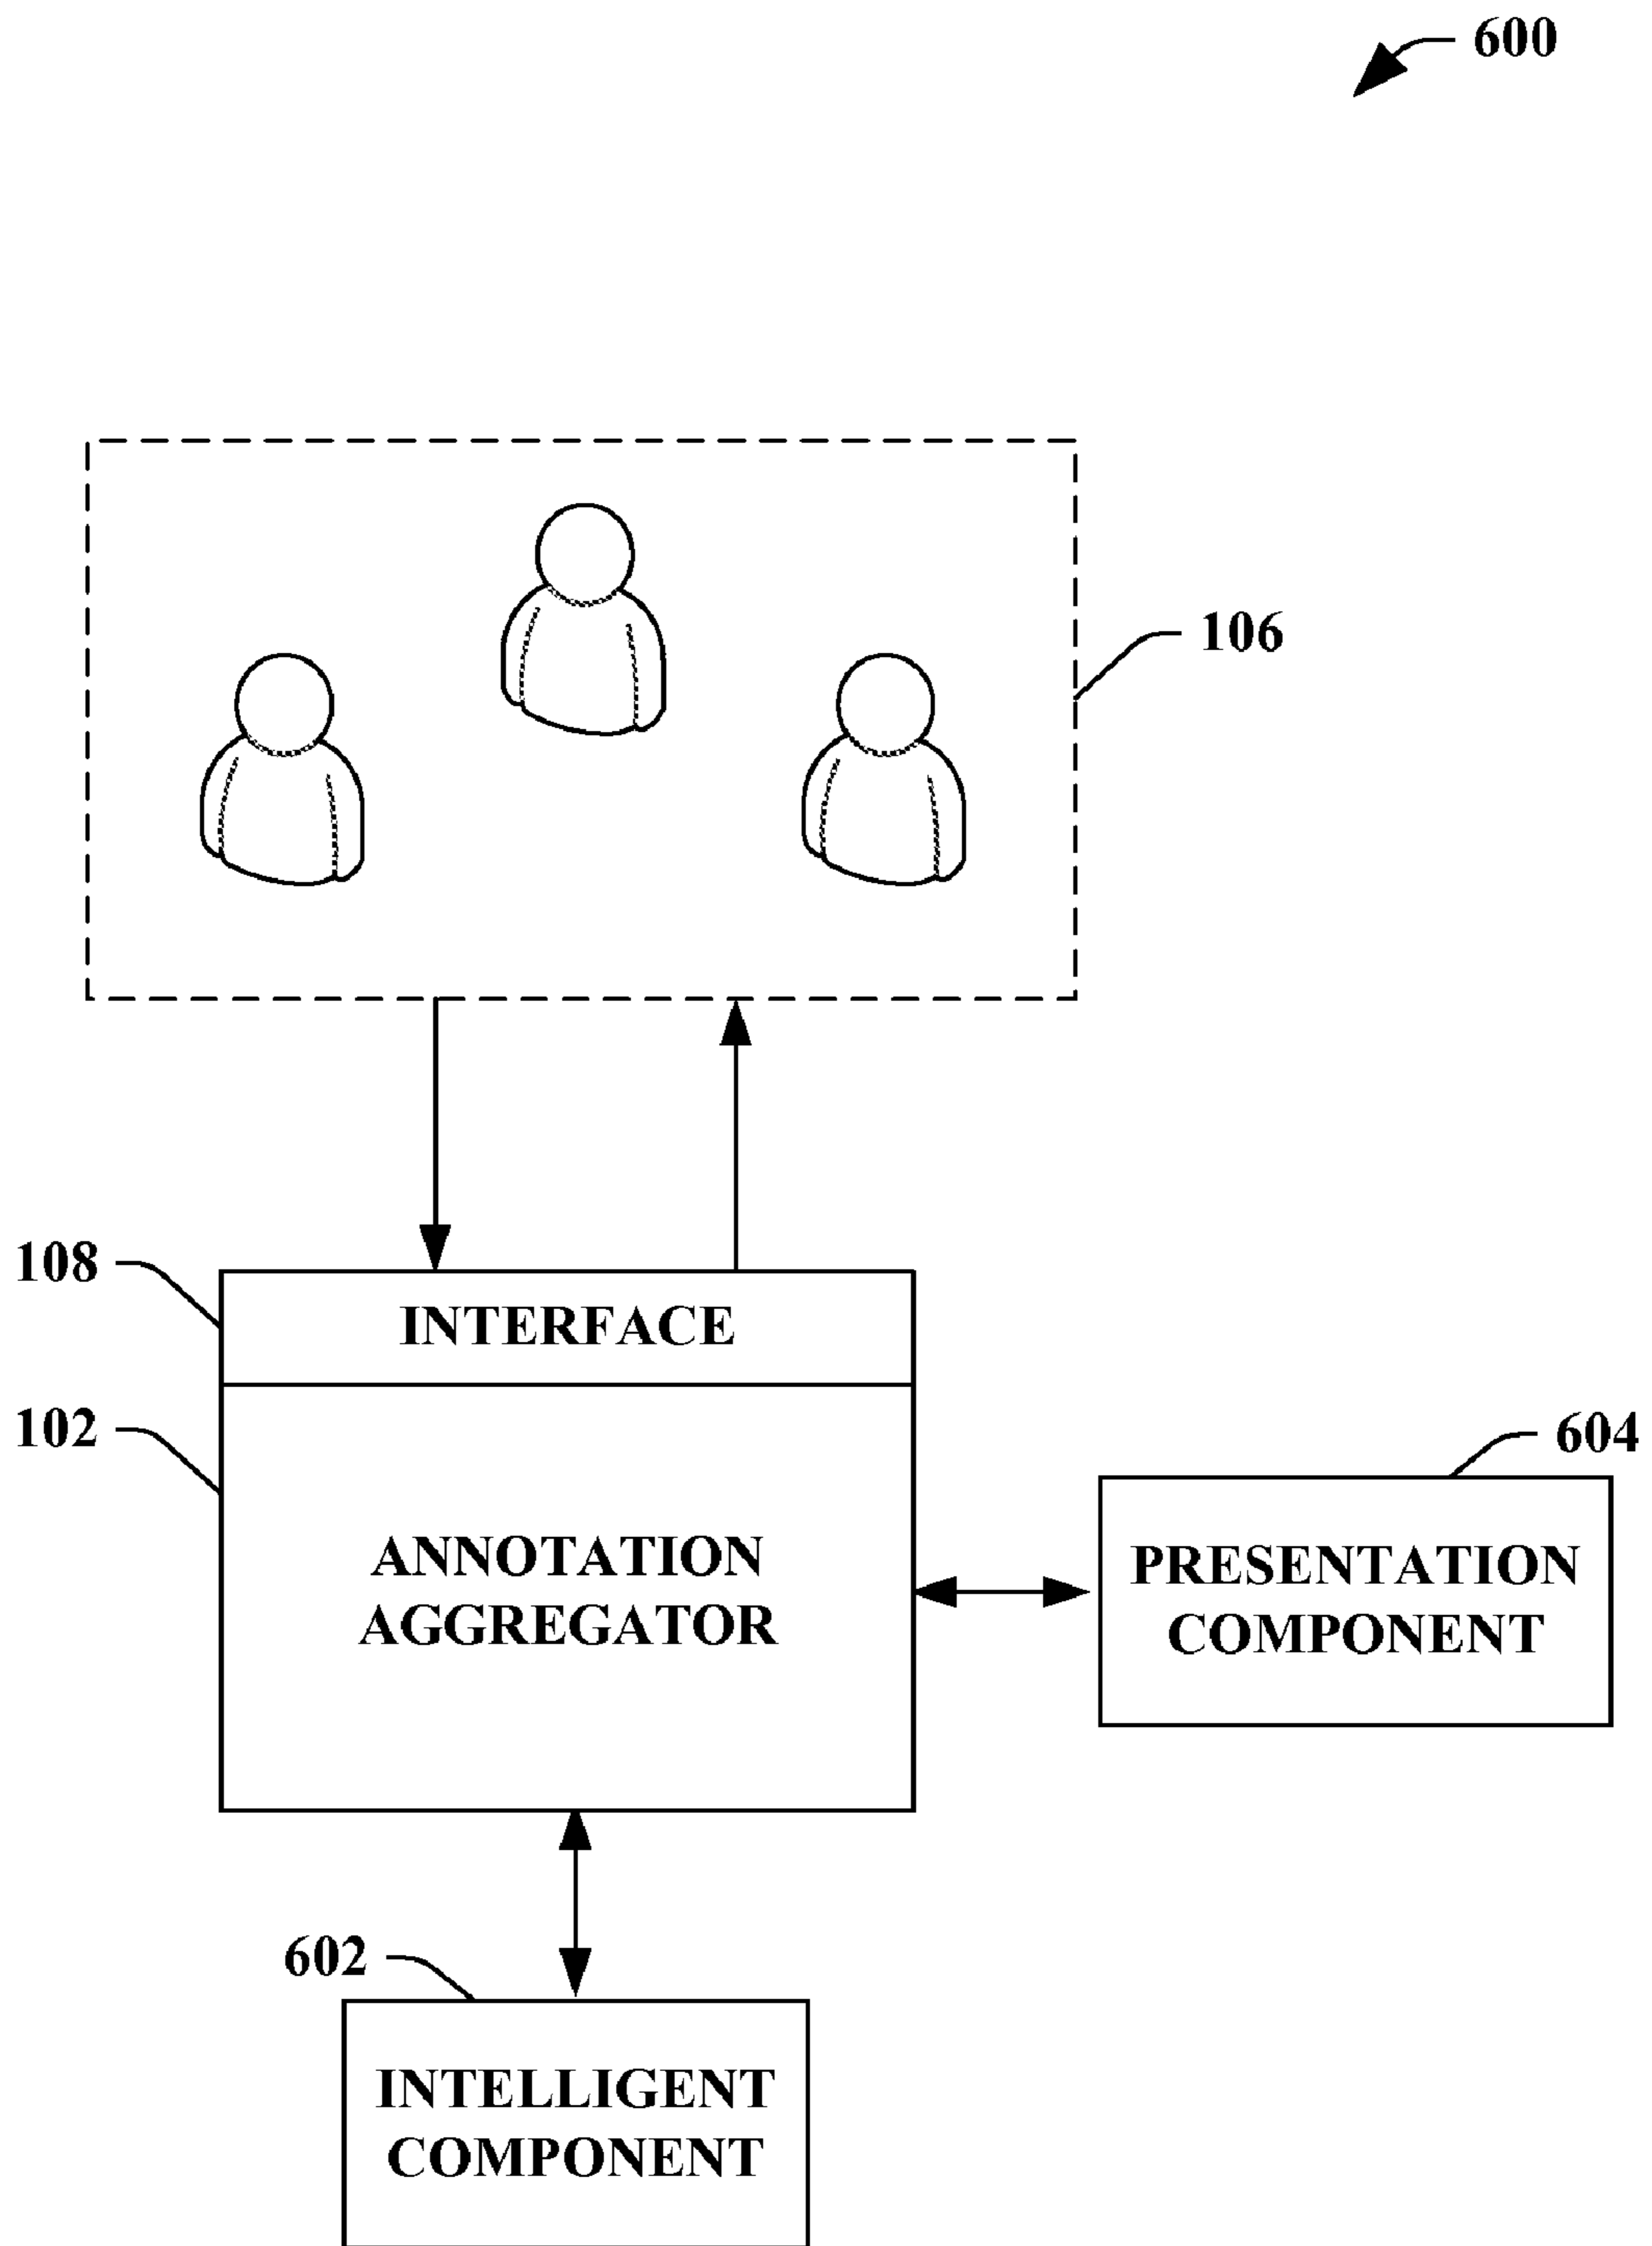 600
106
108
INTERFACE
102
604
ANNOTATION
AGGREGATOR
PRESENTATION
COMPONENT
602
INTELLIGENT
COMPONENT